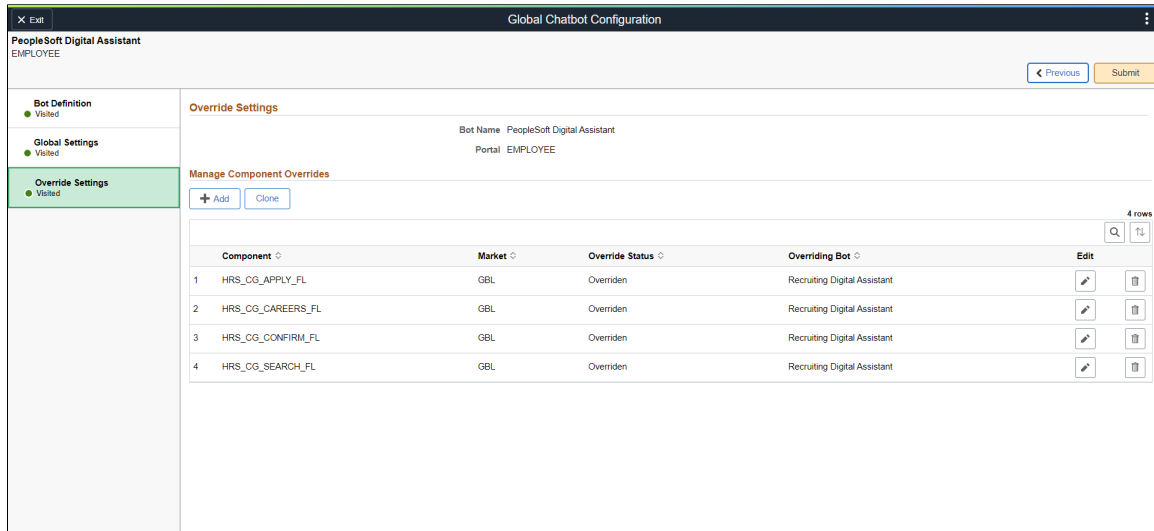 Exit Global Chatbot Configuration
PeopleSoft Digital Assistant
EMPLOYEE
Previous Submit
Bot Definition
Visited
Global Settings
Visited
Override Settings
Visited
Override Settings
Bot Name PeopleSoft Digital Assistant
Portal EMPLOYEE
Manage Component Overrides
Add Clone
4 rows
Component Market Override Status Overriding Bot Edit
1 HRS_CG_APPLY_FL GBL Overriden Recruiting Digital Assistant
2 HRS_CG_CAREERS_FL GBL Overriden Recruiting Digital Assistant
3 HRS_CG_CONFIRM_FL GBL Overriden Recruiting Digital Assistant
4 HRS_CG_SEARCH_FL GBL Overriden Recruiting Digital Assistant